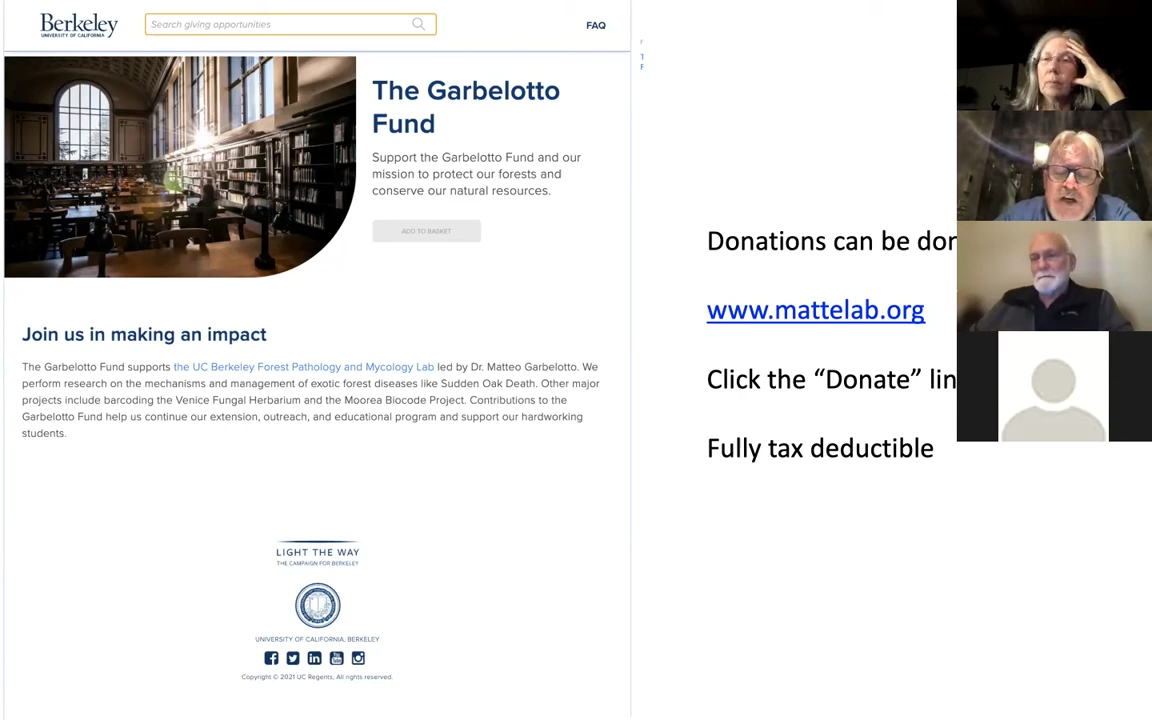 Berkeley
UNIVERSITY OF CALIFORNIA
Search giving opportunities
FAQ
The Garbelotto
Fund
Support the Garbelotto Fund and our
mission to protect our forests and
conserve our natural resources.
ADD TO BASKET
Join us in making an impact
The Garbelotto Fund supports the UC Berkeley Forest Pathology and Mycology Lab led by Dr. Matteo Garbelotto. We
perform research on the mechanisms and management of exotic forest diseases like Sudden Oak Death. Other major
projects include barcoding the Venice Fungal Herbarium and the Moorea Biocode Project. Contributions to the
Garbelotto Fund help us continue our extension, outreach, and educational program and support our hardworking
students.
LIGHT THE WAY
THE CAMPAIGN FOR BERKELEY
UNIVERSITY OF CALIFORNIA, BERKELEY
Copyright © 2021 UC Regents, All rights reserved.
Donations can be don
www.mattelab.org
Click the “Donate” lin
Fully tax deductible